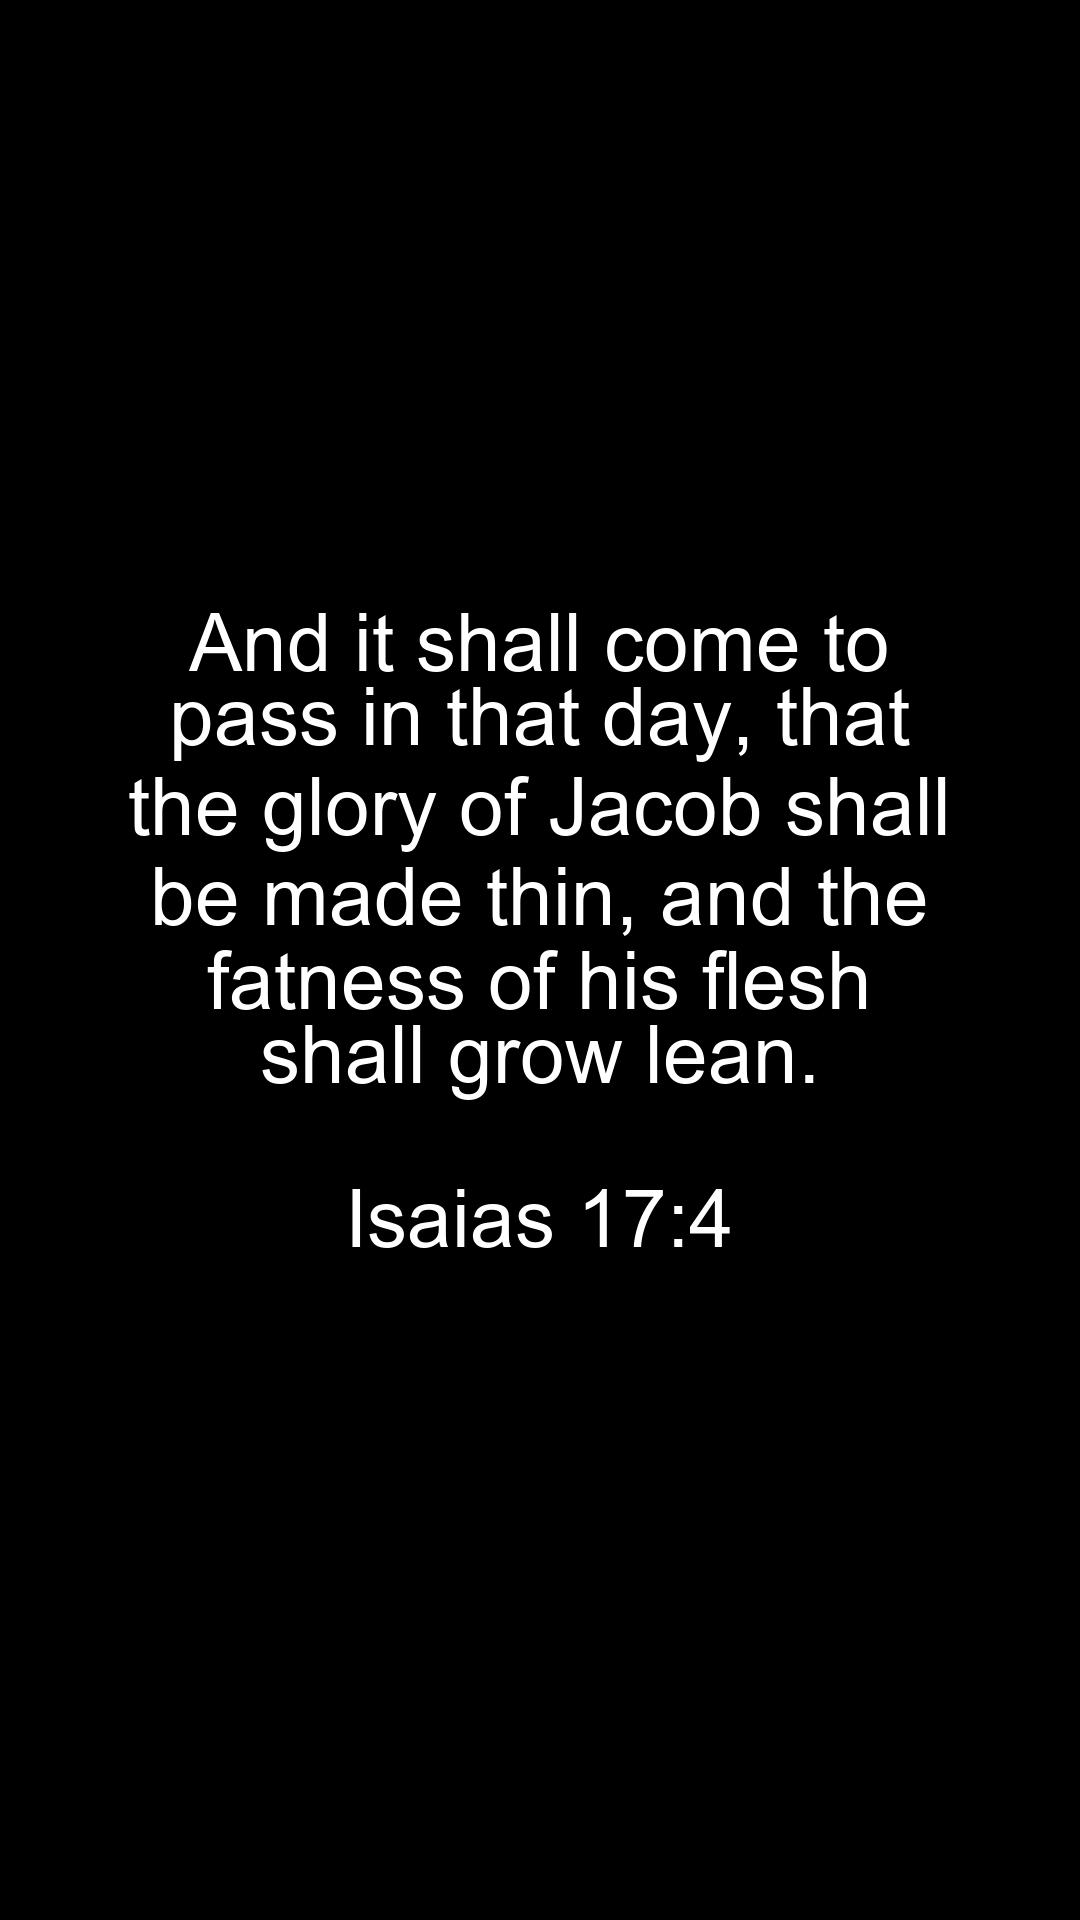 And it shall come to
pass in that day, that
the glory of Jacob shall
be made thin, and the
fatness of his flesh
shall grow lean.
Isaias 17:4